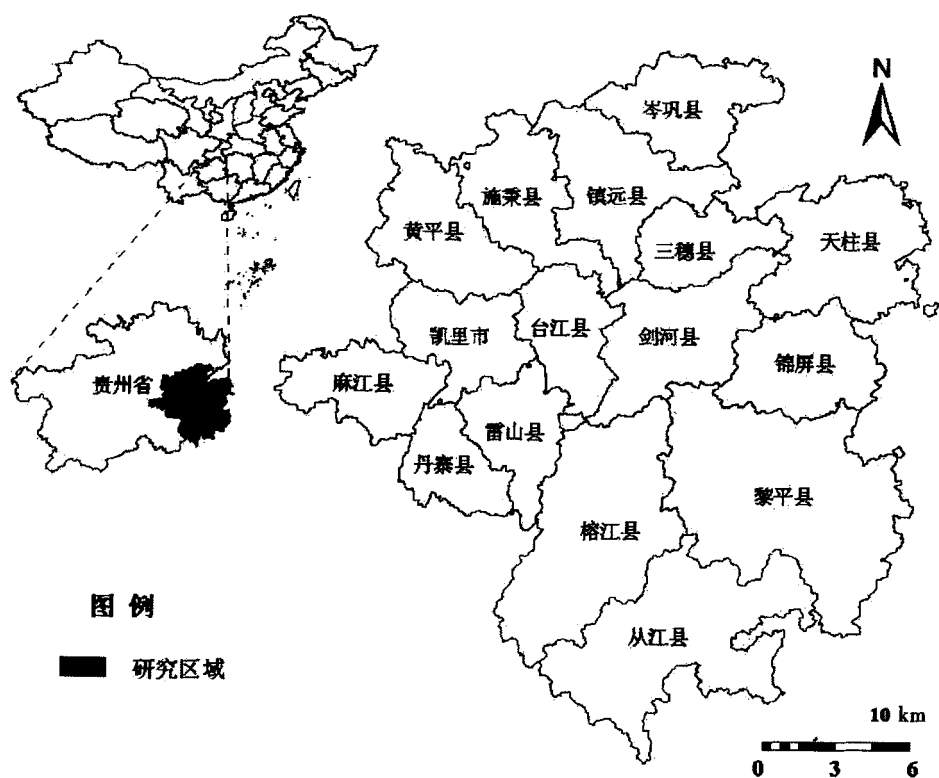 N
岑巩县
施秉县
镇远县
黄平县
三穗县
天柱县
台江县
凯里市
剑河县
锦屏县
贵州省
麻江县
雷山县
丹寨县
黎平县
榕江县
从江县
图例
研究区域
10 km
0 3 6